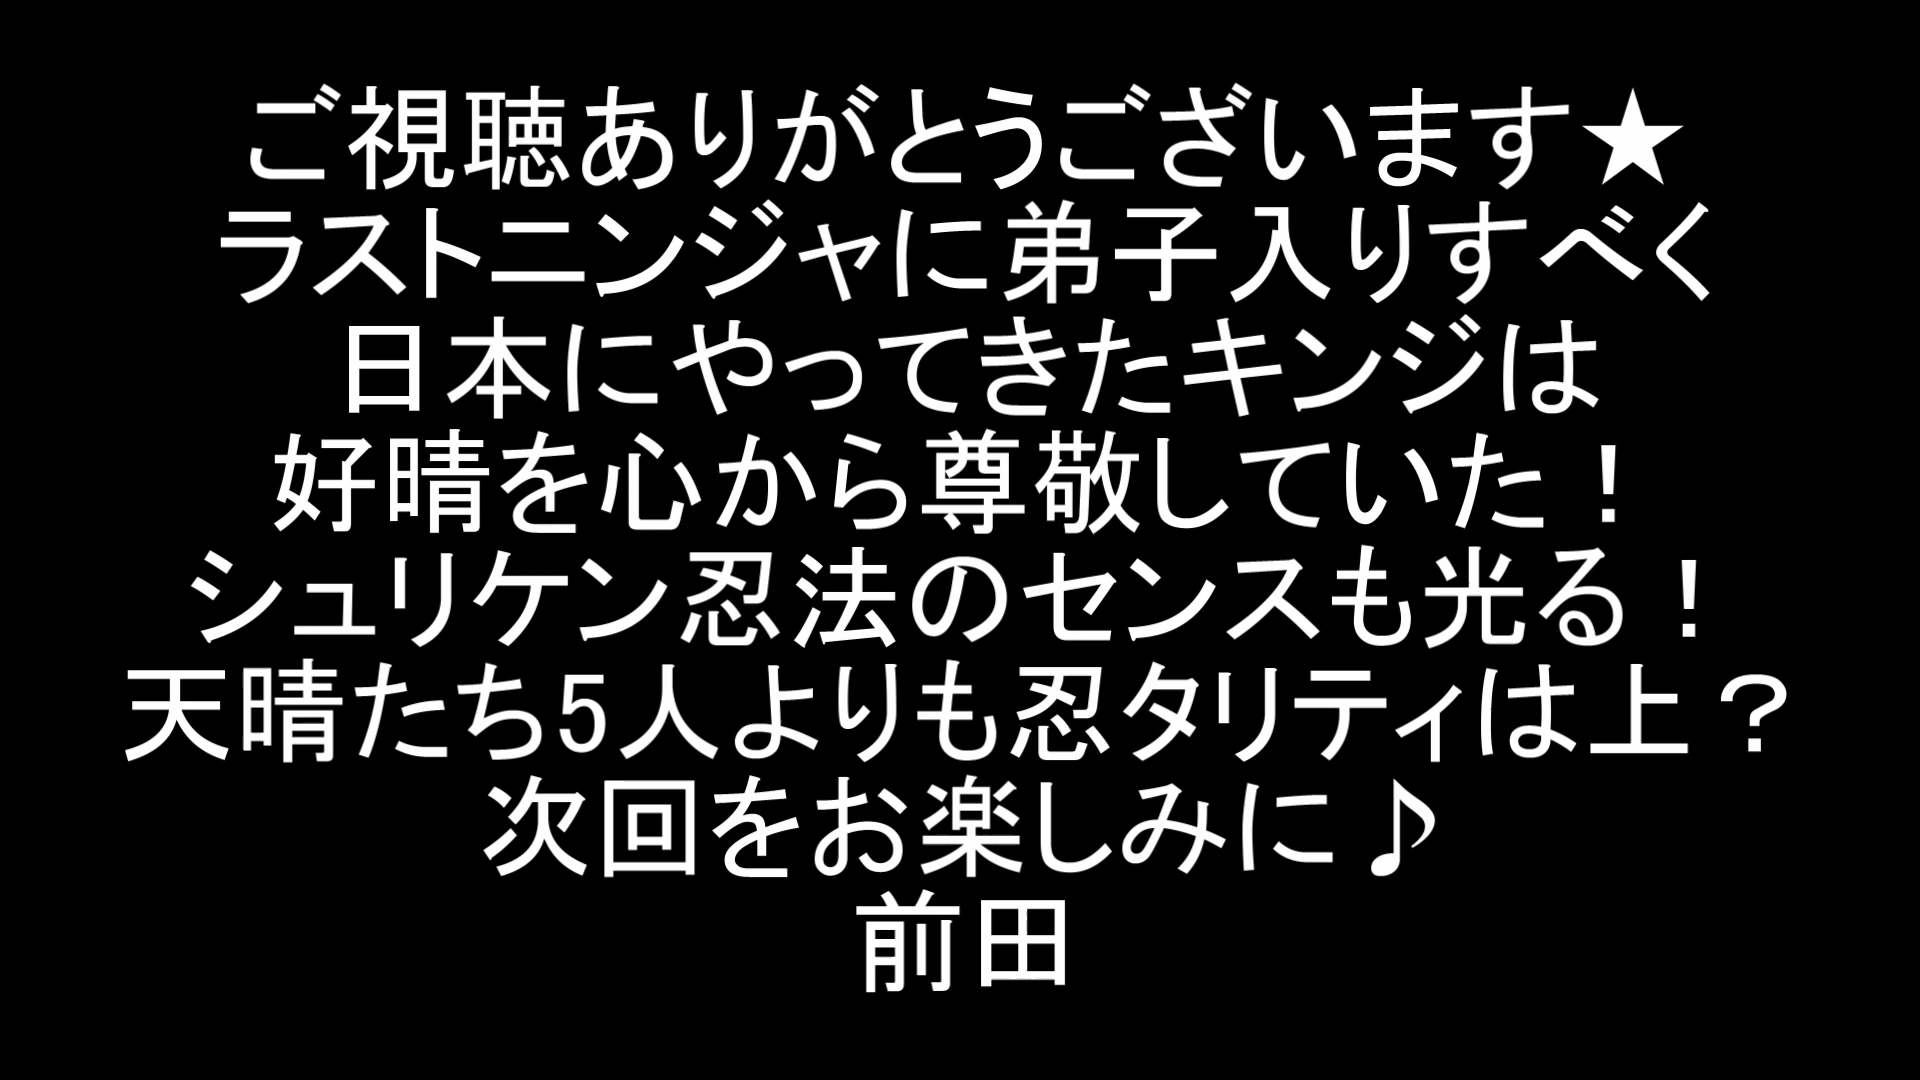 ご視聴ありがとうございます★
ラストニンジャに弟子入りすべく
日本にやってきたキンジは
好晴を心から尊敬していた！
シュリケン忍法のセンスも光る！
天晴たち5人よりも忍タリティは上？
次回をお楽しみに♪
前田